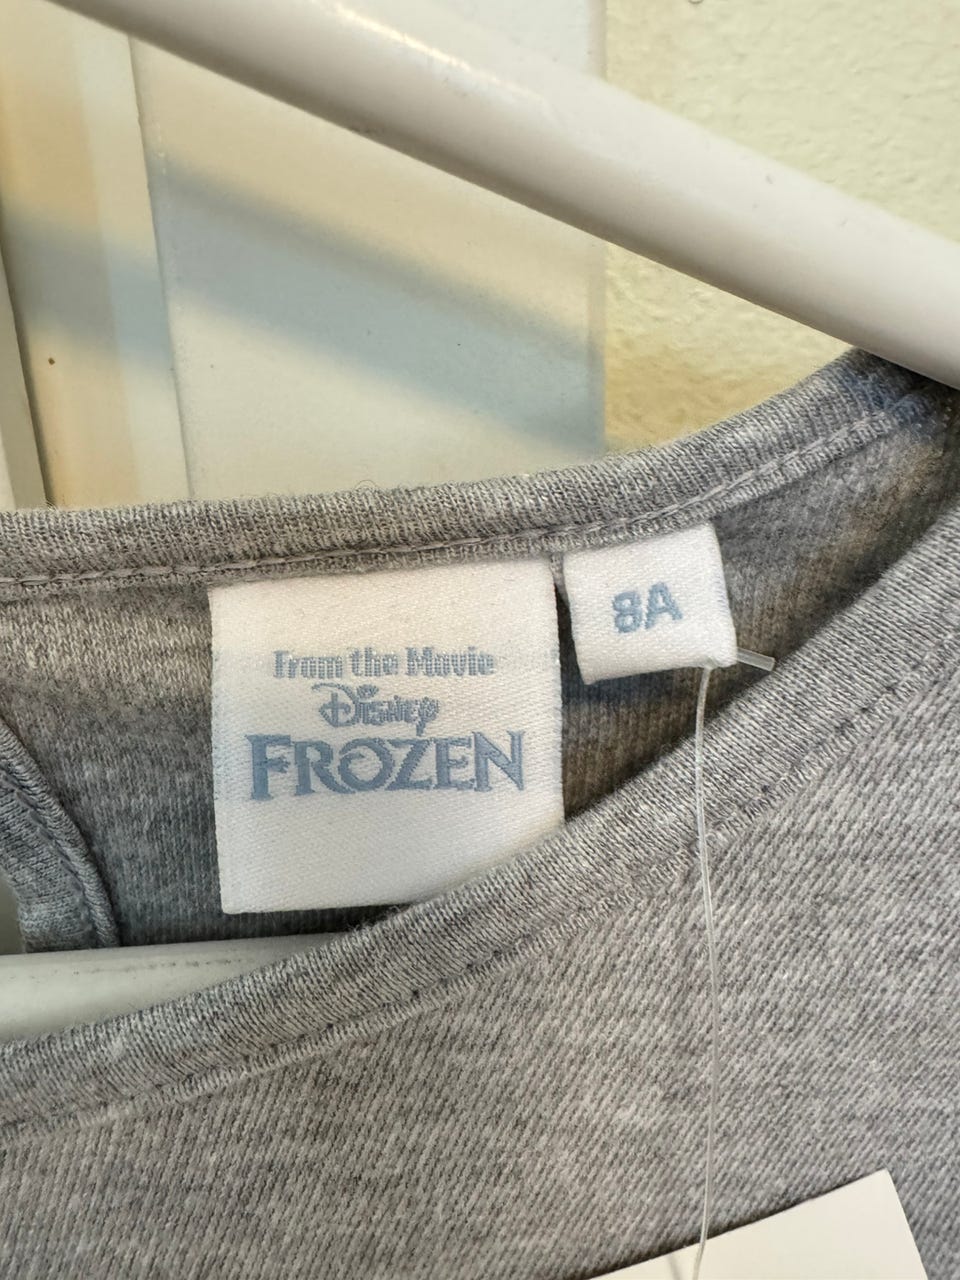 From the Movie
Disney
FROZEN
8A